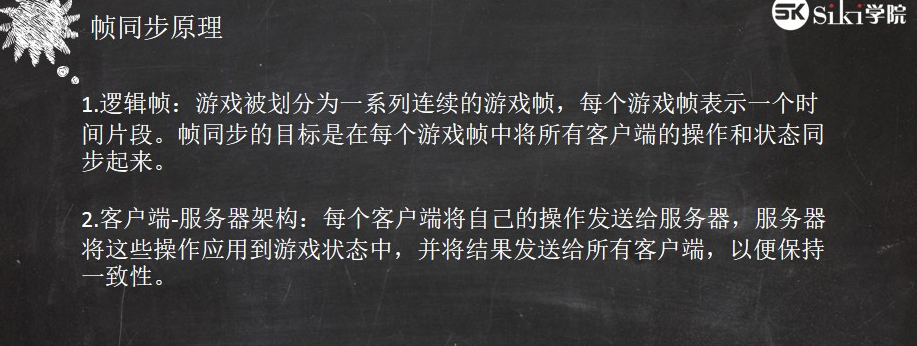 帧同步原理
SK Siki学院
1.逻辑帧：游戏被划分为一系列连续的游戏帧，每个游戏帧表示一个时
间片段。帧同步的目标是在每个游戏帧中将所有客户端的操作和状态同
步起来。
2.客户端-服务器架构：每个客户端将自己的操作发送给服务器，服务器
将这些操作应用到游戏状态中，并将结果发送给所有客户端，以便保持
一致性。